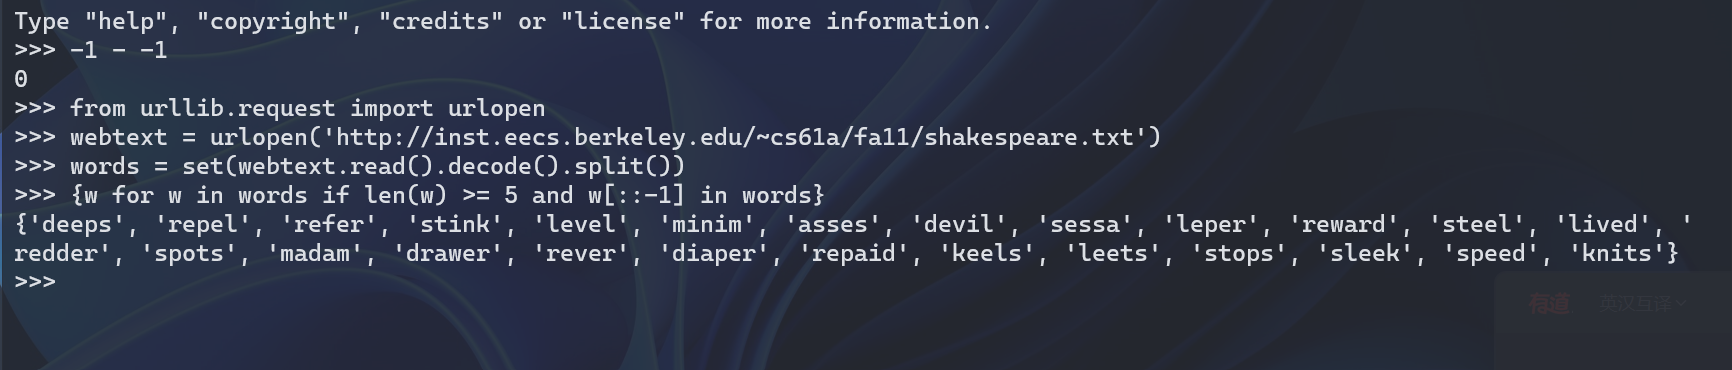 Type "help", "copyright", "credits" or "license" for more information.
>>> -1 - -1
0
>>> from urllib.request import urlopen
>>> webtext = urlopen('http://inst.eecs.berkeley.edu/~cs61a/fa11/shakespeare.txt')
>>> words = set(webtext.read().decode().split())
>>> {w for w in words if len(w) >= 5 and w[::-1] in words}
{'deeps', 'repel', 'refer', 'stink', 'level', 'minim', 'asses', 'devil', 'sessa', 'leper', 'reward', 'steel', 'lived', '
redder', 'spots', 'madam', 'drawer', 'rever', 'diaper', 'repaid', 'keels', 'leets', 'stops', 'sleek', 'speed', 'knits'}
>>>
有道 英汉互译